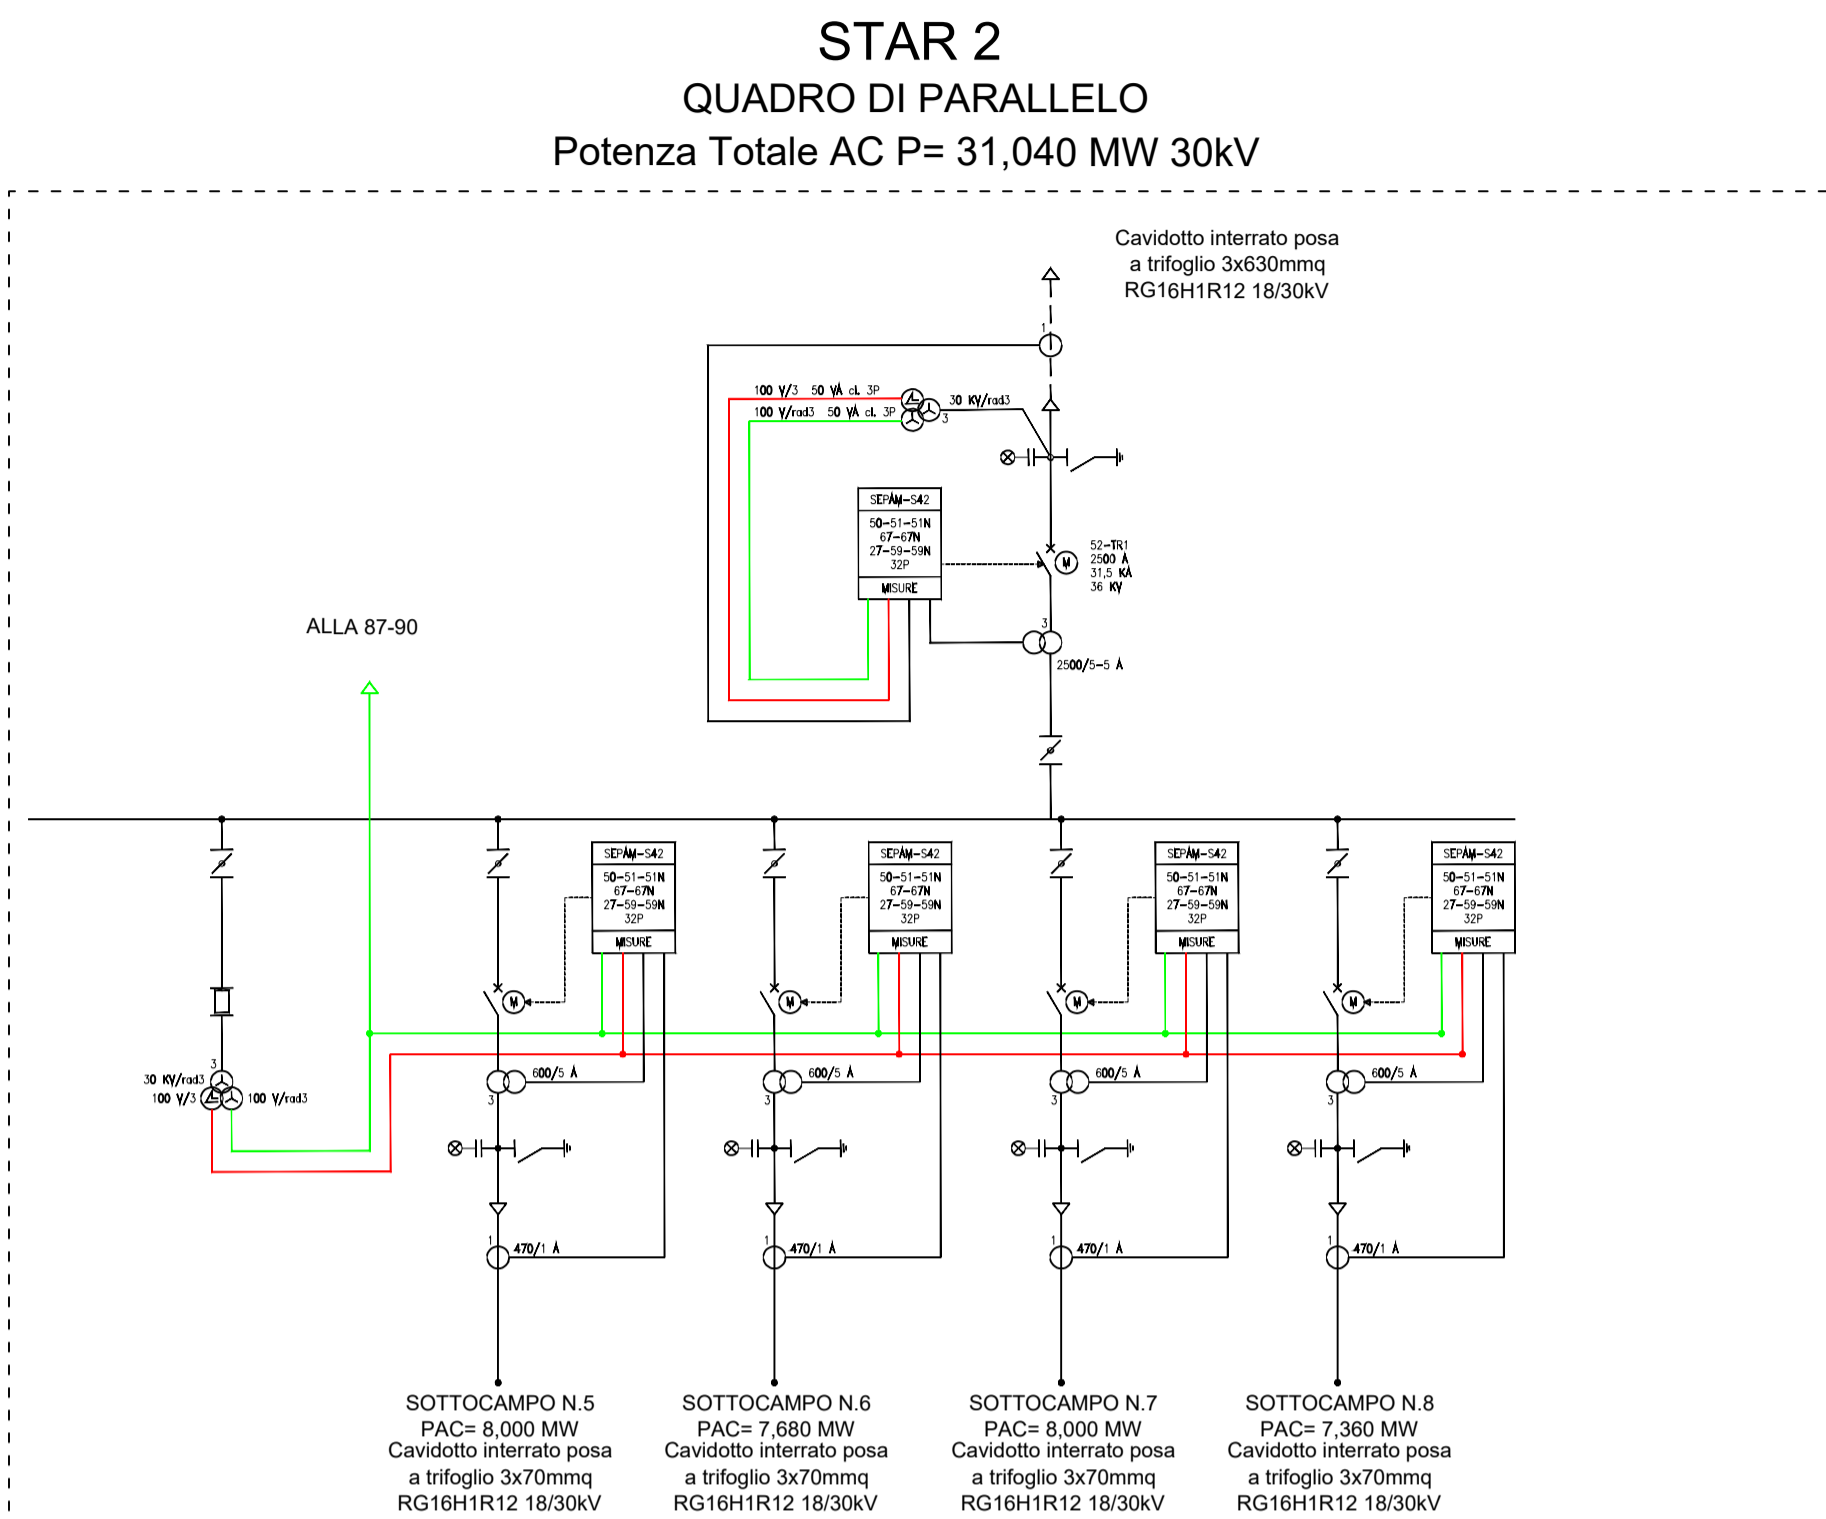 STAR 2
QUADRO DI PARALLELO
Potenza Totale AC P= 31,040 MW 30kV
Cavidotto interrato posa
a trifoglio 3x630mmq
RG16H1R12 18/30kV
1
100 V/3 50 VA cl. 3P
100 V/rad3 50 VA cl. 3P
30 KV/rad3
3
SEPAM-S42
50-51-51N
67-67N
27-59-59N
32P
MISURE
M
52-TR1
2500 A
31,5 KA
36 KV
3
2500/5-5 A
ALLA 87-90
SEPAM-S42
50-51-51N
67-67N
27-59-59N
32P
MISURE
SEPAM-S42
50-51-51N
67-67N
27-59-59N
32P
MISURE
SEPAM-S42
50-51-51N
67-67N
27-59-59N
32P
MISURE
SEPAM-S42
50-51-51N
67-67N
27-59-59N
32P
MISURE
M
M
M
M
3
30 KV/rad3
100 V/3
100 V/rad3
600/5 A
3
600/5 A
3
600/5 A
3
600/5 A
3
1
470/1 A
1
470/1 A
1
470/1 A
1
470/1 A
SOTTOCAMPO N.5
PAC= 8,000 MW
Cavidotto interrato posa
a trifoglio 3x70mmq
RG16H1R12 18/30kV
SOTTOCAMPO N.6
PAC= 7,680 MW
Cavidotto interrato posa
a trifoglio 3x70mmq
RG16H1R12 18/30kV
SOTTOCAMPO N.7
PAC= 8,000 MW
Cavidotto interrato posa
a trifoglio 3x70mmq
RG16H1R12 18/30kV
SOTTOCAMPO N.8
PAC= 7,360 MW
Cavidotto interrato posa
a trifoglio 3x70mmq
RG16H1R12 18/30kV